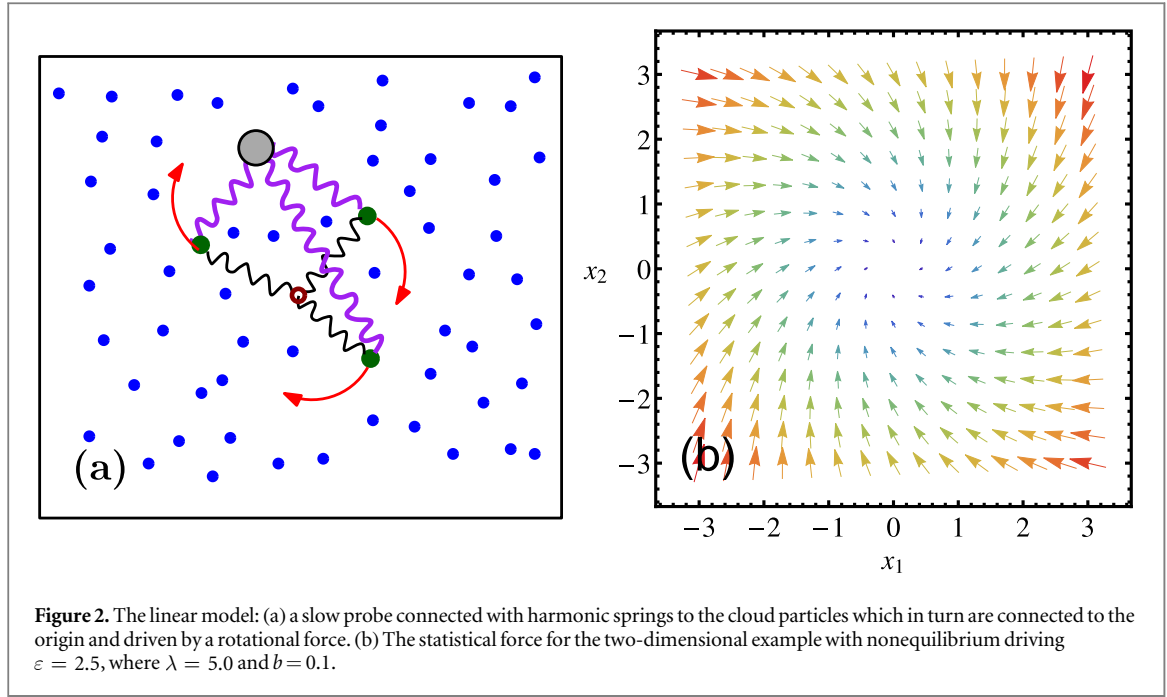 (a)
3
2
1
0
−1
−2
−3
x₂
(b)
−3 −2 −1 0 1 2 3
x₁
Figure 2. The linear model: (a) a slow probe connected with harmonic springs to the cloud particles which in turn are connected to the
origin and driven by a rotational force. (b) The statistical force for the two-dimensional example with nonequilibrium driving
ε = 2.5, where λ = 5.0 and b = 0.1.